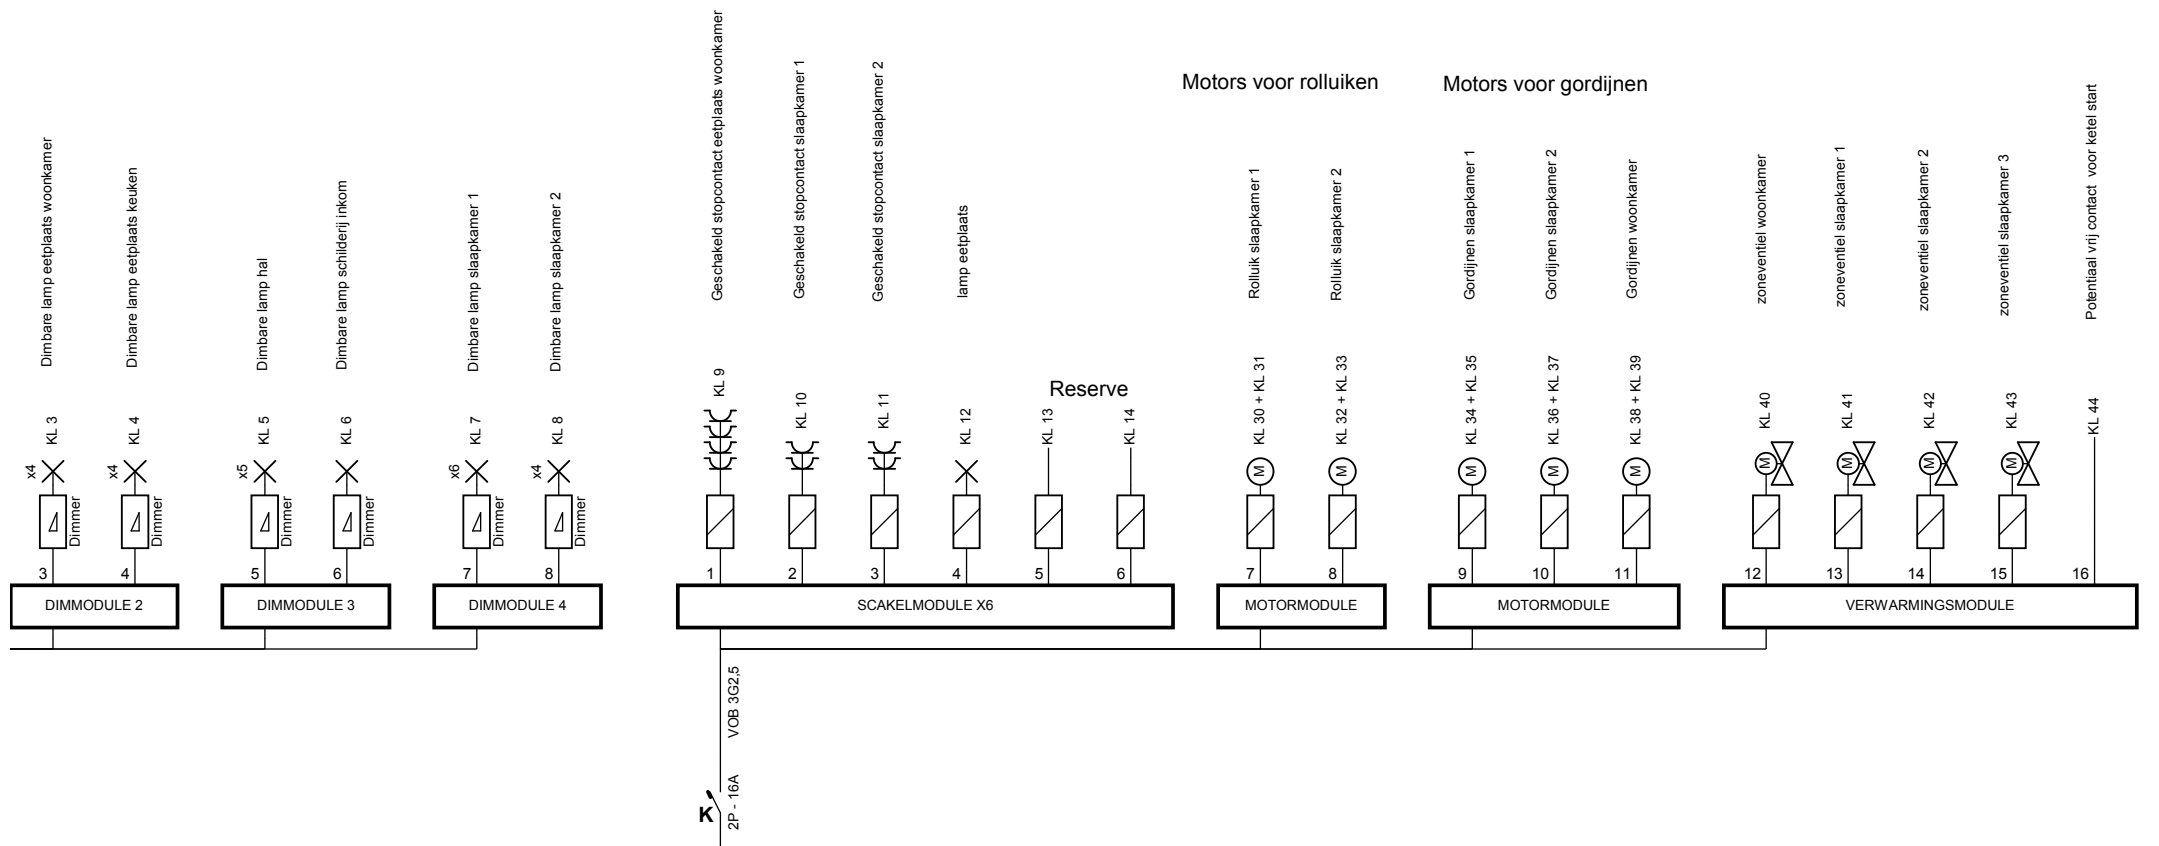 Motors voor rolluiken
Motors voor gordijnen
Dimbare lamp eetplaats woonkamer
Dimbare lamp eetplaats keuken
Dimbare lamp hal
Dimbare lamp schilderij inkom
Dimbare lamp slaapkamer 1
Dimbare lamp slaapkamer 2
Geschakeld stopcontact eetplaats woonkamer
Geschakeld stopcontact slaapkamer 1
Geschakeld stopcontact slaapkamer 2
lamp eetplaats
Rolluik slaapkamer 1
Rolluik slaapkamer 2
Gordijnen slaapkamer 1
Gordijnen slaapkamer 2
Gordijnen woonkamer
zoneventiel woonkamer
zoneventiel slaapkamer 1
zoneventiel slaapkamer 2
zoneventiel slaapkamer 3
Potentiaal vrij contact voor ketel start
Reserve
KL 3
KL 4
KL 5
KL 6
KL 7
KL 8
KL 9
KL 10
KL 11
KL 12
KL 13
KL 14
KL 30 + KL 31
KL 32 + KL 33
KL 34 + KL 35
KL 36 + KL 37
KL 38 + KL 39
KL 40
KL 41
KL 42
KL 43
KL 44
x4
x4
x5
x6
x4
M
M
M
M
M
M
M
M
M
Dimmer
Dimmer
Dimmer
Dimmer
Dimmer
Dimmer
3
4
5
6
7
8
1
2
3
4
5
6
7
8
9
10
11
12
13
14
15
16
DIMMODULE 2
DIMMODULE 3
DIMMODULE 4
SCAKELMODULE X6
MOTORMODULE
MOTORMODULE
VERWARMINGSMODULE
VOB 3G2,5
2P - 16A
K